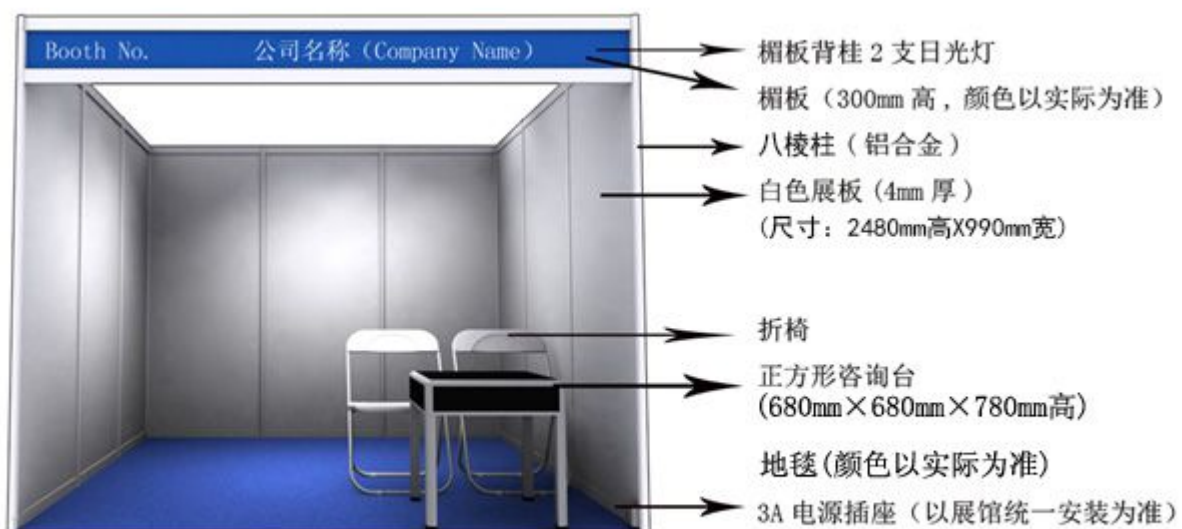 Booth No. 公司名称（Company Name）
楣板背桂 2 支日光灯
楣板（300mm 高，颜色以实际为准）
八棱柱（铝合金）
白色展板 (4mm 厚)
(尺寸：2480mm高X990mm宽)
折椅
正方形咨询台
(680mm×680mm×780mm高)
地毯(颜色以实际为准)
3A 电源插座（以展馆统一安装为准）